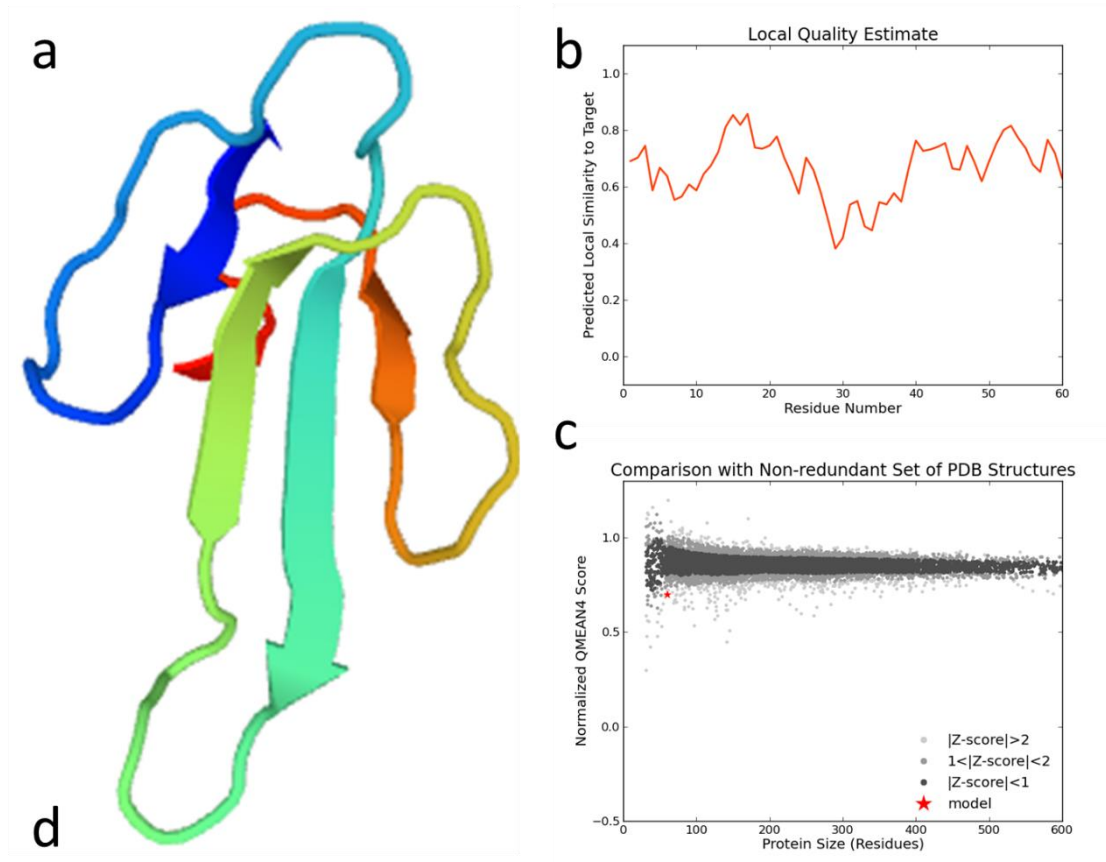 a
b
Local Quality Estimate
Predicted Local Similarity to Target
1.0
0.8
0.6
0.4
0.2
0.0
0 10 20 30 40 50 60
Residue Number
c
Comparison with Non-redundant Set of PDB Structures
Normalized QMEAN4 Score
1.0
0.5
0.0
−0.5
|Z-score|>2
1<|Z-score|<2
|Z-score|<1
model
0 100 200 300 400 500 600
Protein Size (Residues)
d